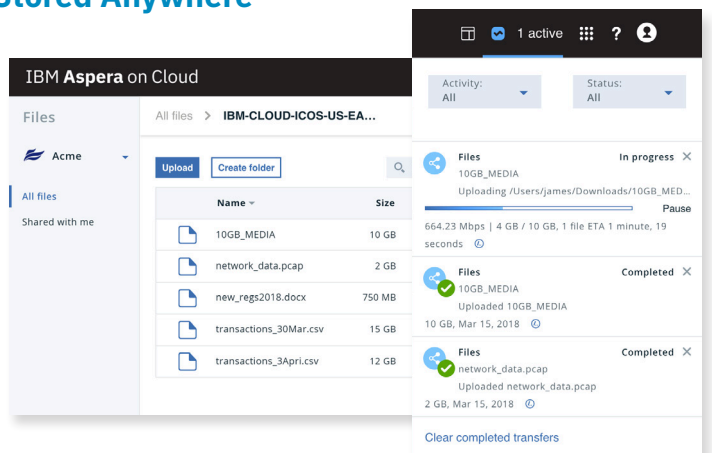 Stored Anywhere
IBM Aspera on Cloud
Files
Acme
All files
Shared with me
All files > IBM-CLOUD-ICOS-US-EA...
Upload
Create folder
Name
Size
10GB_MEDIA
10 GB
network_data.pcap
2 GB
new_regs2018.docx
750 MB
transactions_30Mar.csv
15 GB
transactions_3Apri.csv
12 GB
1 active
?
Activity:
All
Status:
All
Files
In progress
10GB_MEDIA
Uploading /Users/james/Downloads/10GB_MED...
Pause
664.23 Mbps | 4 GB / 10 GB, 1 file ETA 1 minute, 19
seconds
Files
Completed
10GB_MEDIA
Uploaded 10GB_MEDIA
10 GB, Mar 15, 2018
Files
Completed
network_data.pcap
Uploaded network_data.pcap
2 GB, Mar 15, 2018
Clear completed transfers